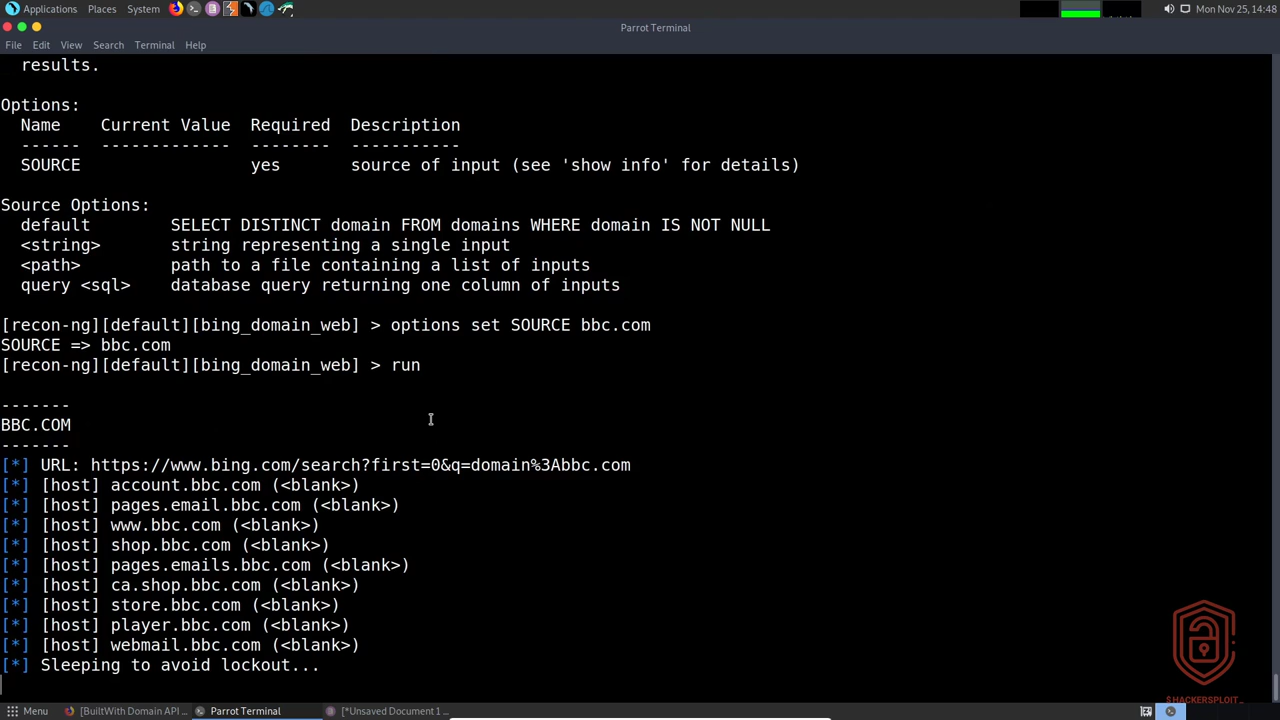 Applications Places System Mon Nov 25, 14:48
Parrot Terminal
File Edit View Search Terminal Help
results.
Options:
Name Current Value Required Description
------ ------------- -------- -----------
SOURCE yes source of input (see 'show info' for details)
Source Options:
default SELECT DISTINCT domain FROM domains WHERE domain IS NOT NULL
<string> string representing a single input
<path> path to a file containing a list of inputs
query <sql> database query returning one column of inputs
[recon-ng][default][bing_domain_web] > options set SOURCE bbc.com
SOURCE => bbc.com
[recon-ng][default][bing_domain_web] > run
-------
BBC.COM
-------
[*] URL: https://www.bing.com/search?first=0&q=domain%3Abbc.com
[*] [host] account.bbc.com (<blank>)
[*] [host] pages.email.bbc.com (<blank>)
[*] [host] www.bbc.com (<blank>)
[*] [host] shop.bbc.com (<blank>)
[*] [host] pages.emails.bbc.com (<blank>)
[*] [host] ca.shop.bbc.com (<blank>)
[*] [host] store.bbc.com (<blank>)
[*] [host] player.bbc.com (<blank>)
[*] [host] webmail.bbc.com (<blank>)
[*] Sleeping to avoid lockout...
$HACKERSPLOIT_
Menu [BuiltWith Domain API ... Parrot Terminal [*Unsaved Document 1 ...